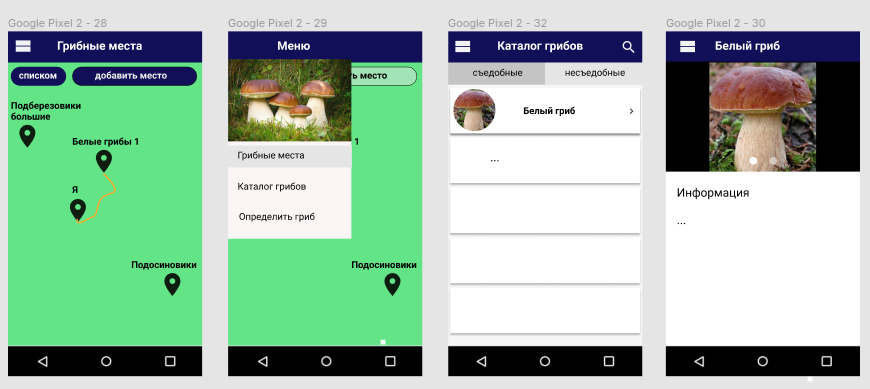 Google Pixel 2 - 28
Грибные места
списком
добавить место
Подберезовики
большие
Белые грибы 1
Я
Подосиновики
Google Pixel 2 - 29
Меню
ь место
1
Грибные места
Каталог грибов
Определить гриб
Подосиновики
Google Pixel 2 - 32
Каталог грибов
съедобные
несъедобные
Белый гриб
...
Google Pixel 2 - 30
Белый гриб
Информация
...